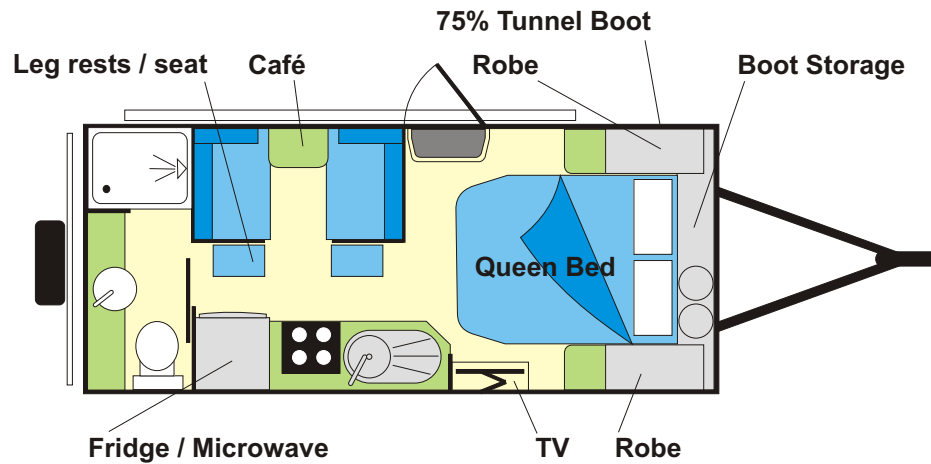 75% Tunnel Boot
Leg rests / seat
Café
Robe
Boot Storage
Queen Bed
Fridge / Microwave
TV
Robe